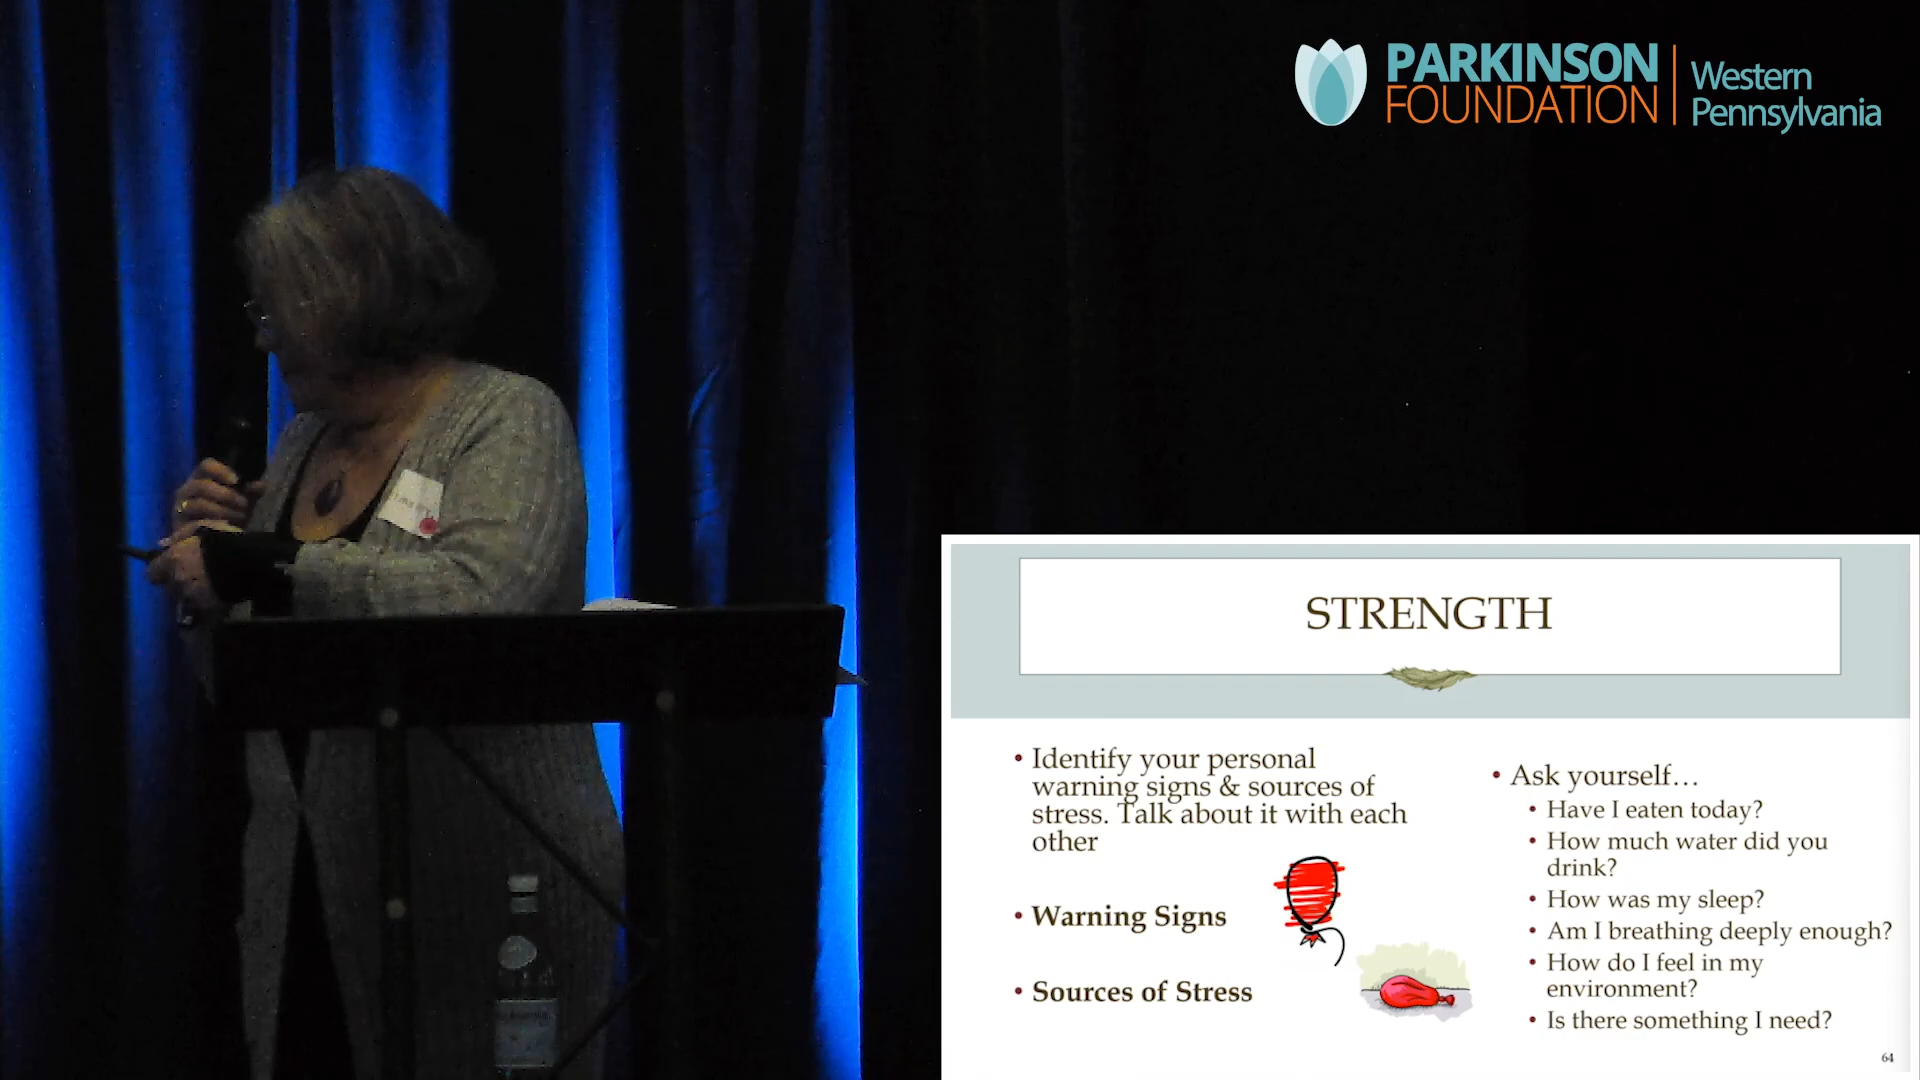 PARKINSON
FOUNDATION
Western
Pennsylvania
STRENGTH
• Identify your personal
warning signs & sources of
stress. Talk about it with each
other
• Warning Signs
• Sources of Stress
• Ask yourself…
• Have I eaten today?
• How much water did you
drink?
• How was my sleep?
• Am I breathing deeply enough?
• How do I feel in my
environment?
• Is there something I need?
64